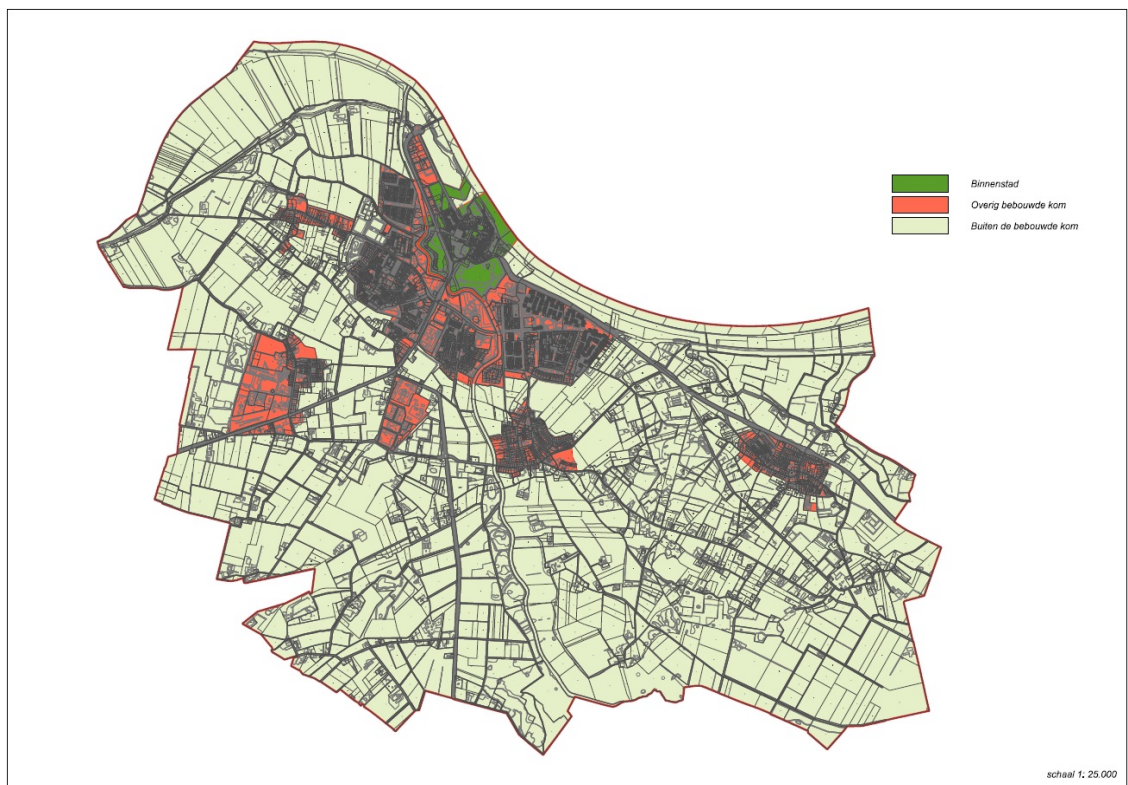 Binnenstad
Overig bebouwde kom
Buiten de bebouwde kom
schaal 1: 25.000